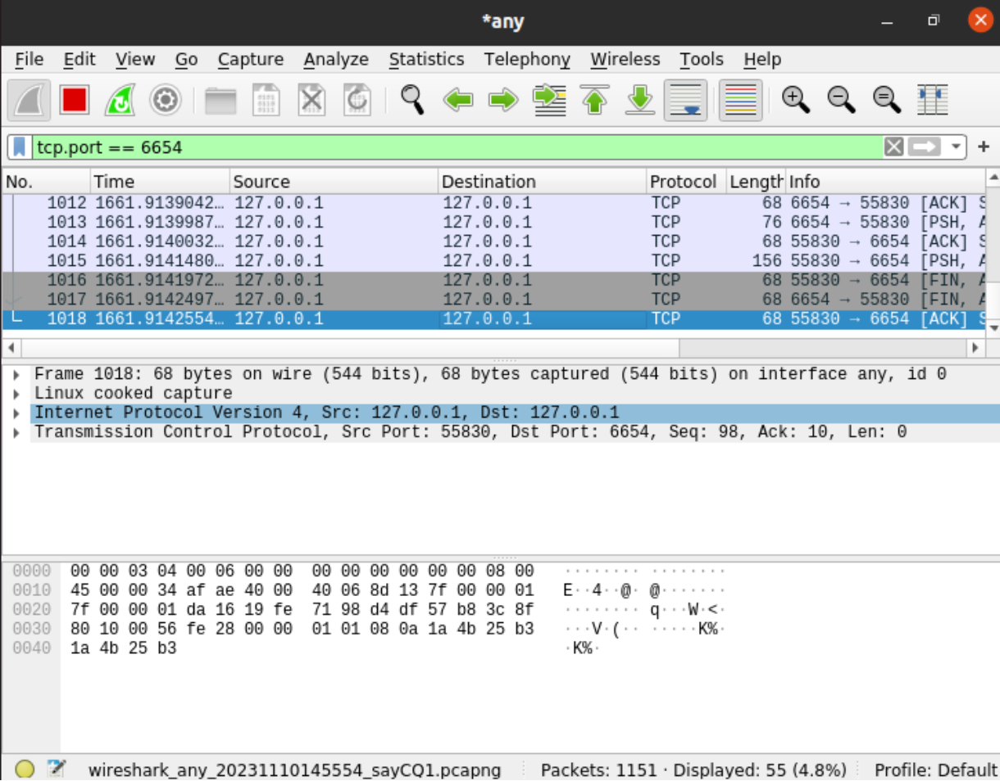 *any
File Edit View Go Capture Analyze Statistics Telephony Wireless Tools Help
tcp.port == 6654
No. Time Source Destination Protocol Length Info
1012 1661.9139042… 127.0.0.1 127.0.0.1 TCP 68 6654 → 55830 [ACK] S
1013 1661.9139987… 127.0.0.1 127.0.0.1 TCP 76 6654 → 55830 [PSH, A
1014 1661.9140032… 127.0.0.1 127.0.0.1 TCP 68 55830 → 6654 [ACK] S
1015 1661.9141480… 127.0.0.1 127.0.0.1 TCP 156 55830 → 6654 [PSH, A
1016 1661.9141972… 127.0.0.1 127.0.0.1 TCP 68 55830 → 6654 [FIN, A
1017 1661.9142497… 127.0.0.1 127.0.0.1 TCP 68 6654 → 55830 [FIN, A
1018 1661.9142554… 127.0.0.1 127.0.0.1 TCP 68 55830 → 6654 [ACK] S
Frame 1018: 68 bytes on wire (544 bits), 68 bytes captured (544 bits) on interface any, id 0
Linux cooked capture
Internet Protocol Version 4, Src: 127.0.0.1, Dst: 127.0.0.1
Transmission Control Protocol, Src Port: 55830, Dst Port: 6654, Seq: 98, Ack: 10, Len: 0
0000 00 00 03 04 00 06 00 00 00 00 00 00 00 00 08 00 ········ ········
0010 45 00 00 34 af ae 40 00 40 06 8d 13 7f 00 00 01 E··4··@· @·······
0020 7f 00 00 01 da 16 19 fe 71 98 d4 df 57 b8 3c 8f ········ q···W·<·
0030 80 10 00 56 fe 28 00 00 01 01 08 0a 1a 4b 25 b3 ···V·(·· ·····K%·
0040 1a 4b 25 b3 ·K%·
wireshark_any_20231110145554_sayCQ1.pcapng Packets: 1151 · Displayed: 55 (4.8%) Profile: Default